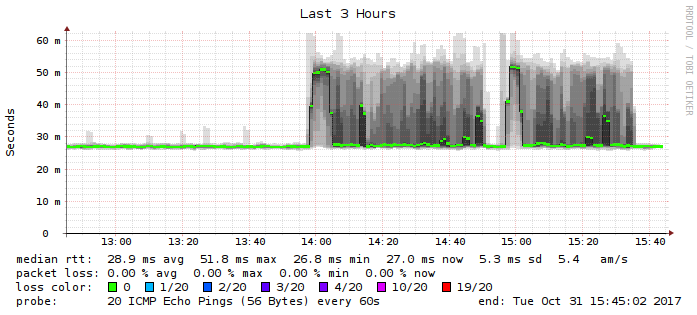 Last 3 Hours
RRDTOOL / TOBI OETIKER
Seconds
60 m
50 m
40 m
30 m
20 m
10 m
0
13:00 13:20 13:40 14:00 14:20 14:40 15:00 15:20 15:40
median rtt: 28.9 ms avg 51.8 ms max 26.8 ms min 27.0 ms now 5.3 ms sd 5.4 am/s
packet loss: 0.00 % avg 0.00 % max 0.00 % min 0.00 % now
loss color: 0 1/20 2/20 3/20 4/20 10/20 19/20
probe: 20 ICMP Echo Pings (56 Bytes) every 60s end: Tue Oct 31 15:45:02 2017